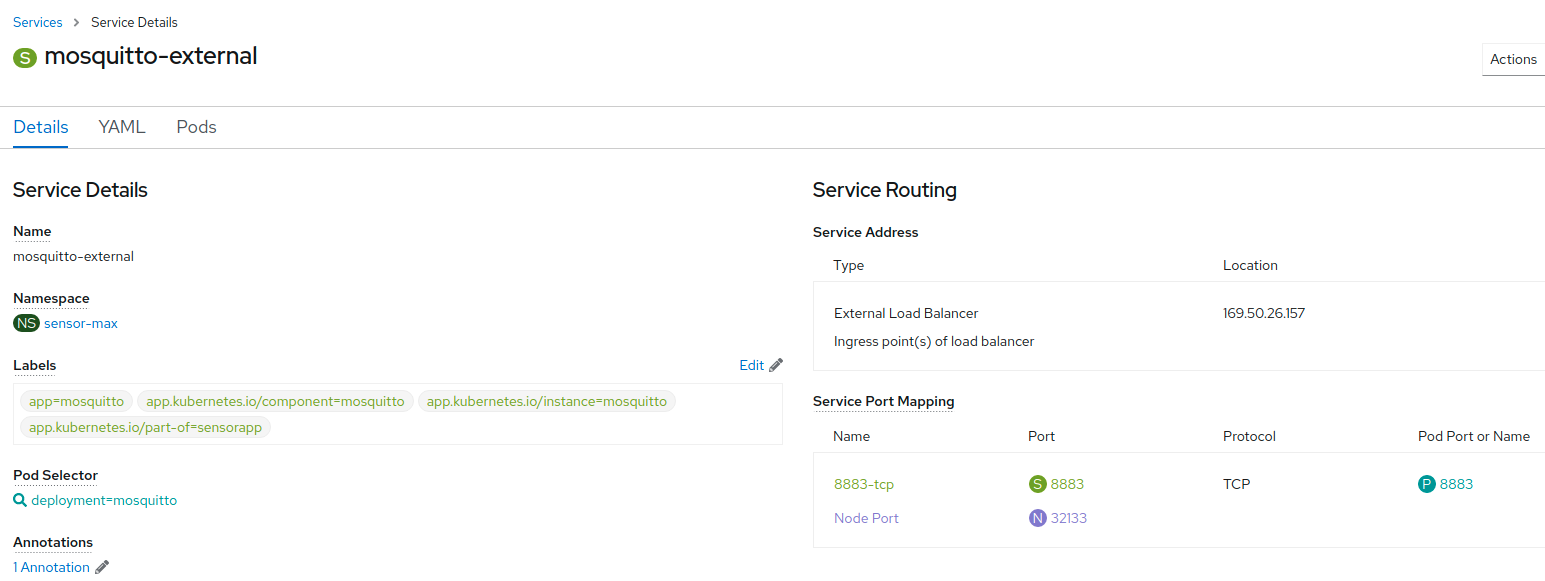 Services > Service Details
S mosquitto-external
Actions
Details YAML Pods
Service Details
Name
mosquitto-external
Namespace
NS sensor-max
Labels
Edit
app=mosquitto app.kubernetes.io/component=mosquitto app.kubernetes.io/instance=mosquitto
app.kubernetes.io/part-of=sensorapp
Pod Selector
deployment=mosquitto
Annotations
1 Annotation
Service Routing
Service Address
Type Location
External Load Balancer 169.50.26.157
Ingress point(s) of load balancer
Service Port Mapping
Name Port Protocol Pod Port or Name
8883-tcp S 8883 TCP P 8883
Node Port N 32133